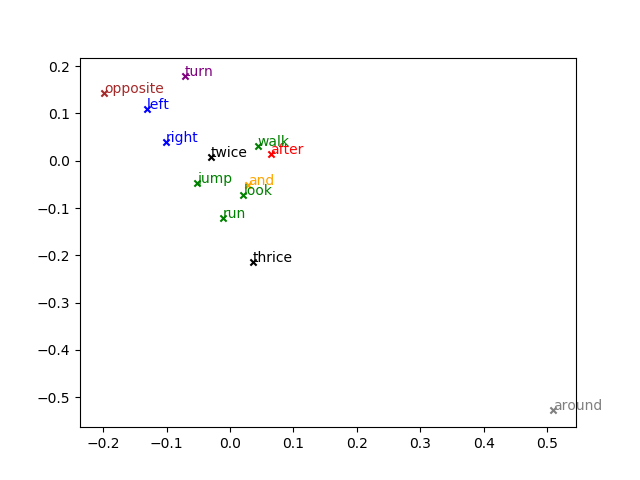 0.2
turn
opposite
left
0.1
right
walk
after
twice
0.0
jump
and
look
−0.1
run
thrice
−0.2
−0.3
−0.4
−0.5
around
−0.2 −0.1 0.0 0.1 0.2 0.3 0.4 0.5